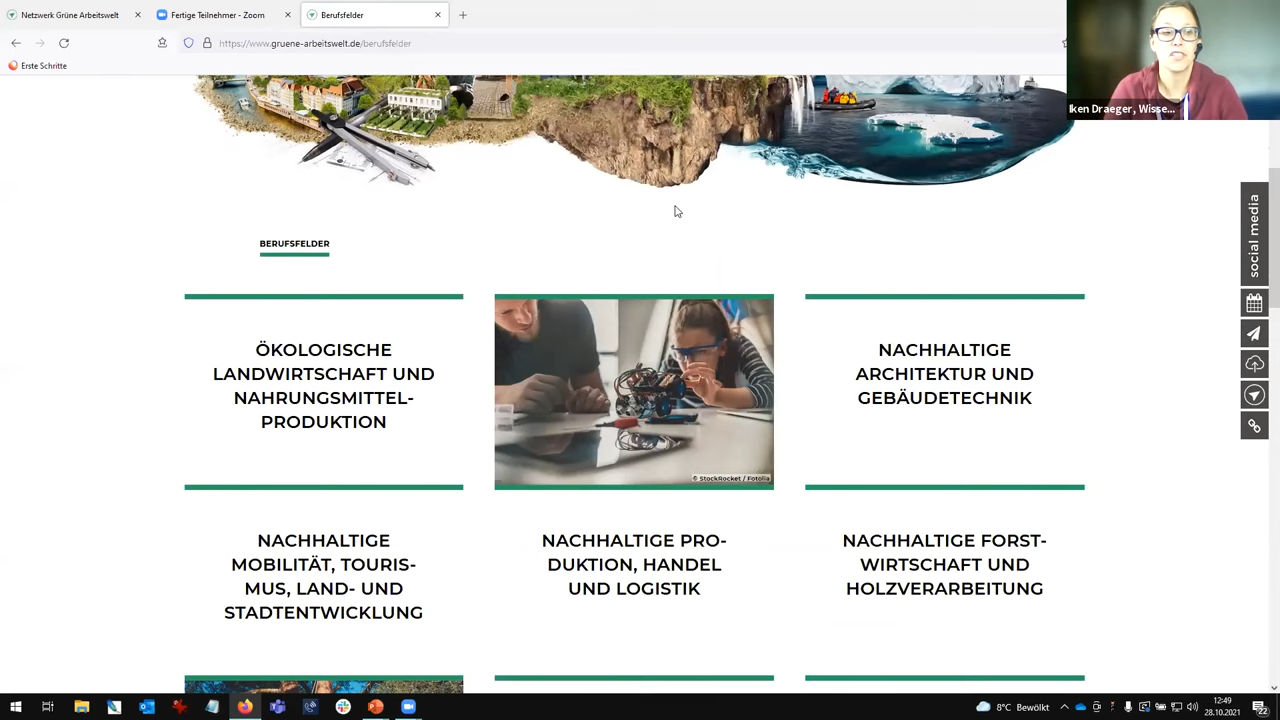 Netzwerk Grüne Arbeitswelt
Fertige Teilnehmer - Zoom
Berufsfelder
https://www.gruene-arbeitswelt.de/berufsfelder
Erste Schritte
Iken Draeger, Wisse...
social media
BERUFSFELDER
ÖKOLOGISCHE
LANDWIRTSCHAFT UND
NAHRUNGSMITTEL-
PRODUKTION
© StockRocket / Fotolia
NACHHALTIGE
ARCHITEKTUR UND
GEBÄUDETECHNIK
NACHHALTIGE
MOBILITÄT, TOURIS-
MUS, LAND- UND
STADTENTWICKLUNG
NACHHALTIGE PRO-
DUKTION, HANDEL
UND LOGISTIK
NACHHALTIGE FORST-
WIRTSCHAFT UND
HOLZVERARBEITUNG
8°C Bewölkt
12:49
28.10.2021
22